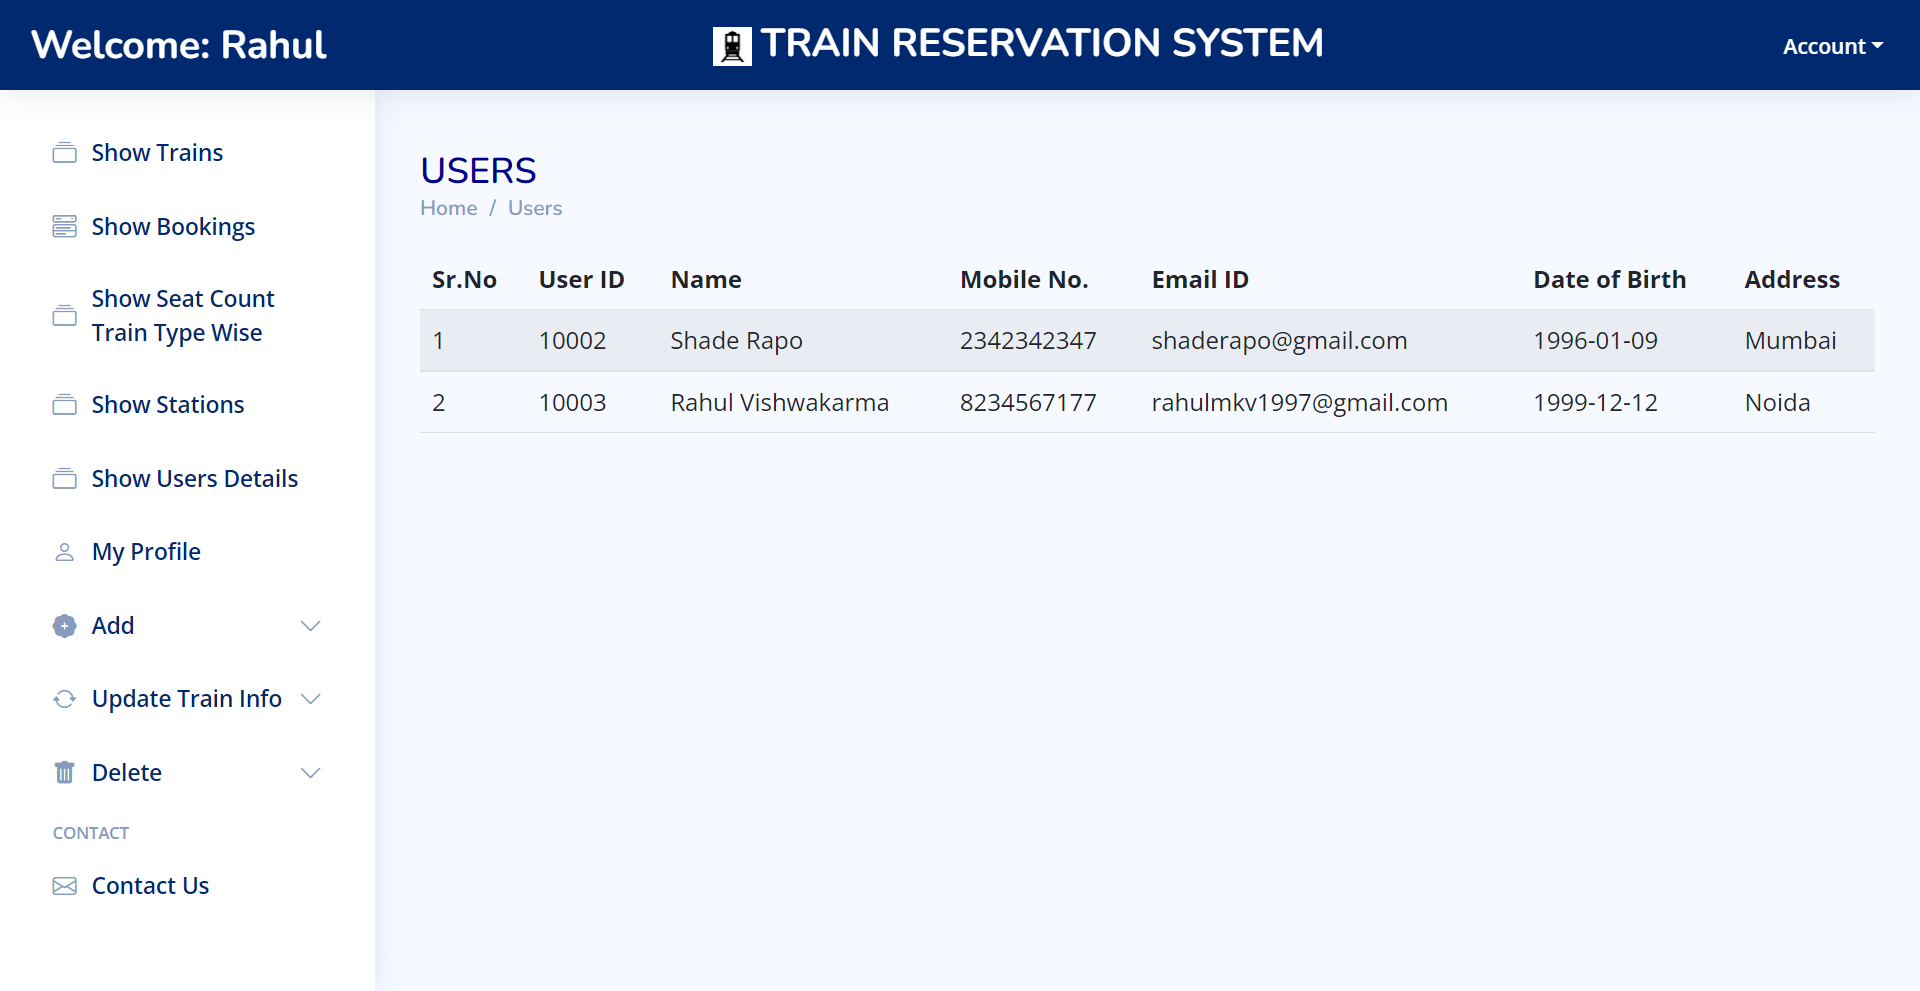 Welcome: Rahul
TRAIN RESERVATION SYSTEM
Account
Show Trains
Show Bookings
Show Seat Count
Train Type Wise
Show Stations
Show Users Details
My Profile
Add
Update Train Info
Delete
CONTACT
Contact Us
USERS
Home / Users
Sr.No User ID Name Mobile No. Email ID Date of Birth Address
1 10002 Shade Rapo 2342342347 shaderapo@gmail.com 1996-01-09 Mumbai
2 10003 Rahul Vishwakarma 8234567177 rahulmkv1997@gmail.com 1999-12-12 Noida